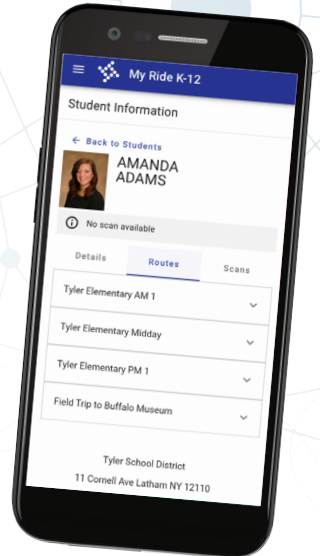 My Ride K-12
Student Information
← Back to Students
AMANDA
ADAMS
No scan available
Details Routes Scans
Tyler Elementary AM 1
Tyler Elementary Midday
Tyler Elementary PM 1
Field Trip to Buffalo Museum
Tyler School District
11 Cornell Ave Latham NY 12110